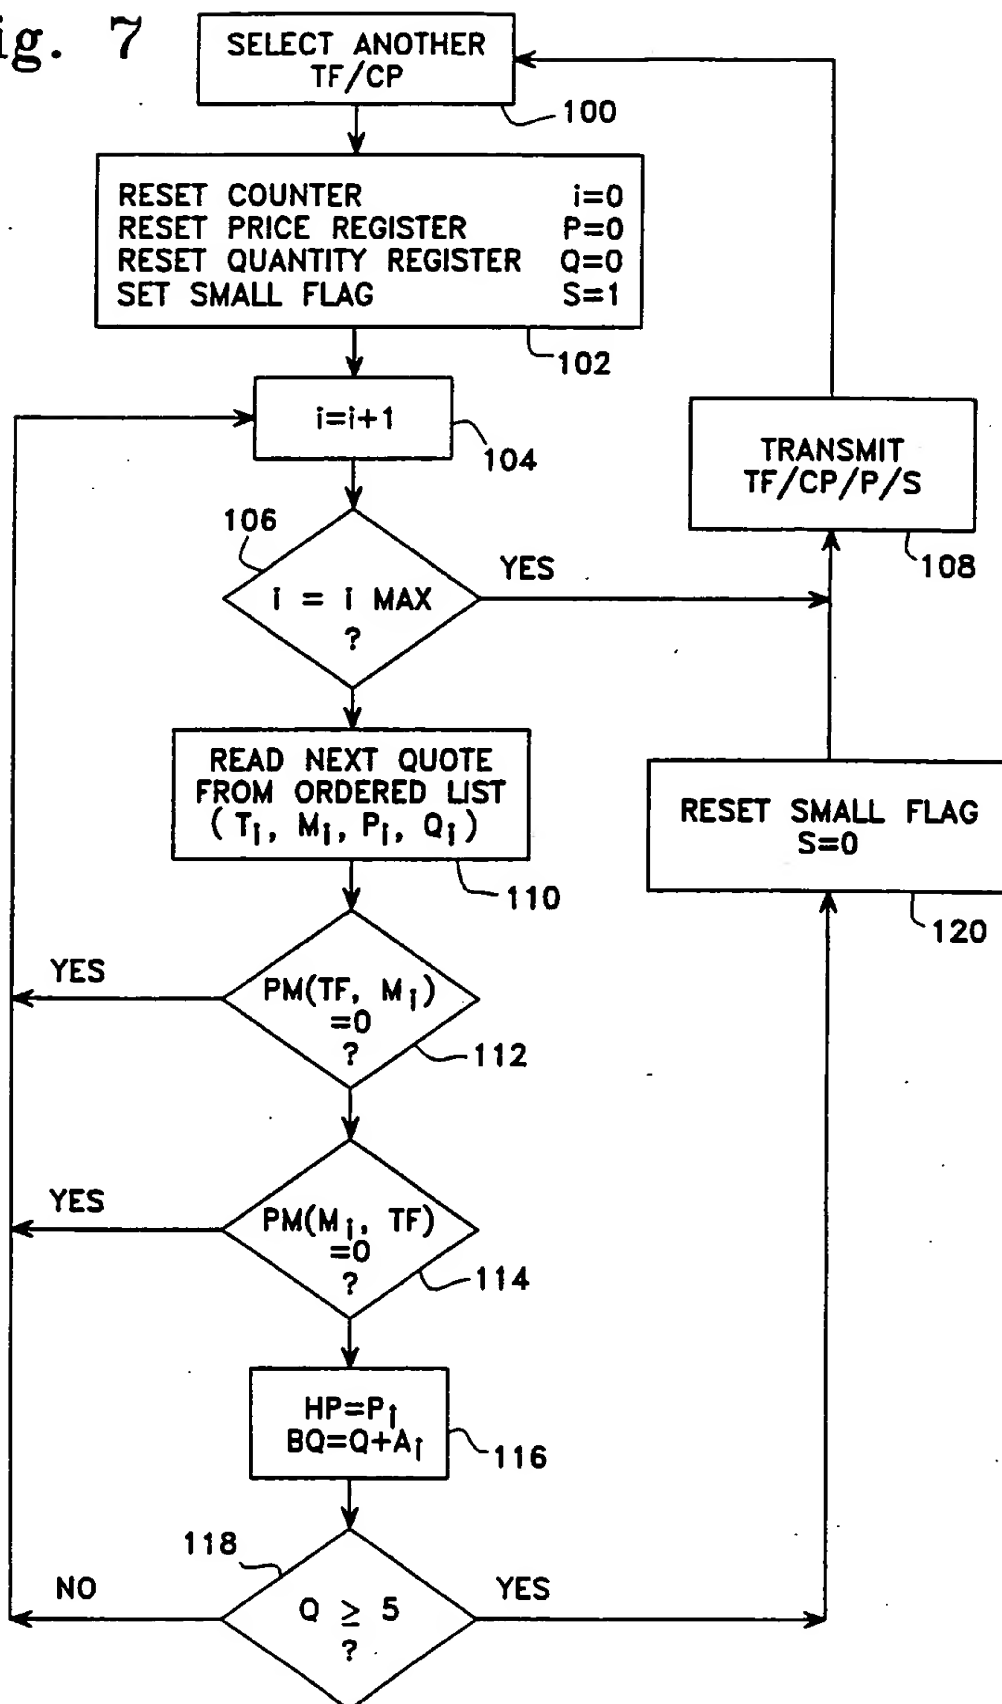 ig. 7
SELECT ANOTHER
TF/CP
100
RESET COUNTER i=0
RESET PRICE REGISTER P=0
RESET QUANTITY REGISTER Q=0
SET SMALL FLAG S=1
102
i=i+1
104
TRANSMIT
TF/CP/P/S
108
106
i = i MAX
?
YES
READ NEXT QUOTE
FROM ORDERED LIST
( Ti, Mi, Pi, Qi)
110
RESET SMALL FLAG
S=0
120
YES
PM(TF, Mi)
=0
?
112
YES
PM(Mi, TF)
=0
?
114
HP=Pi
BQ=Q+Ai
116
118
NO
Q ≥ 5
?
YES